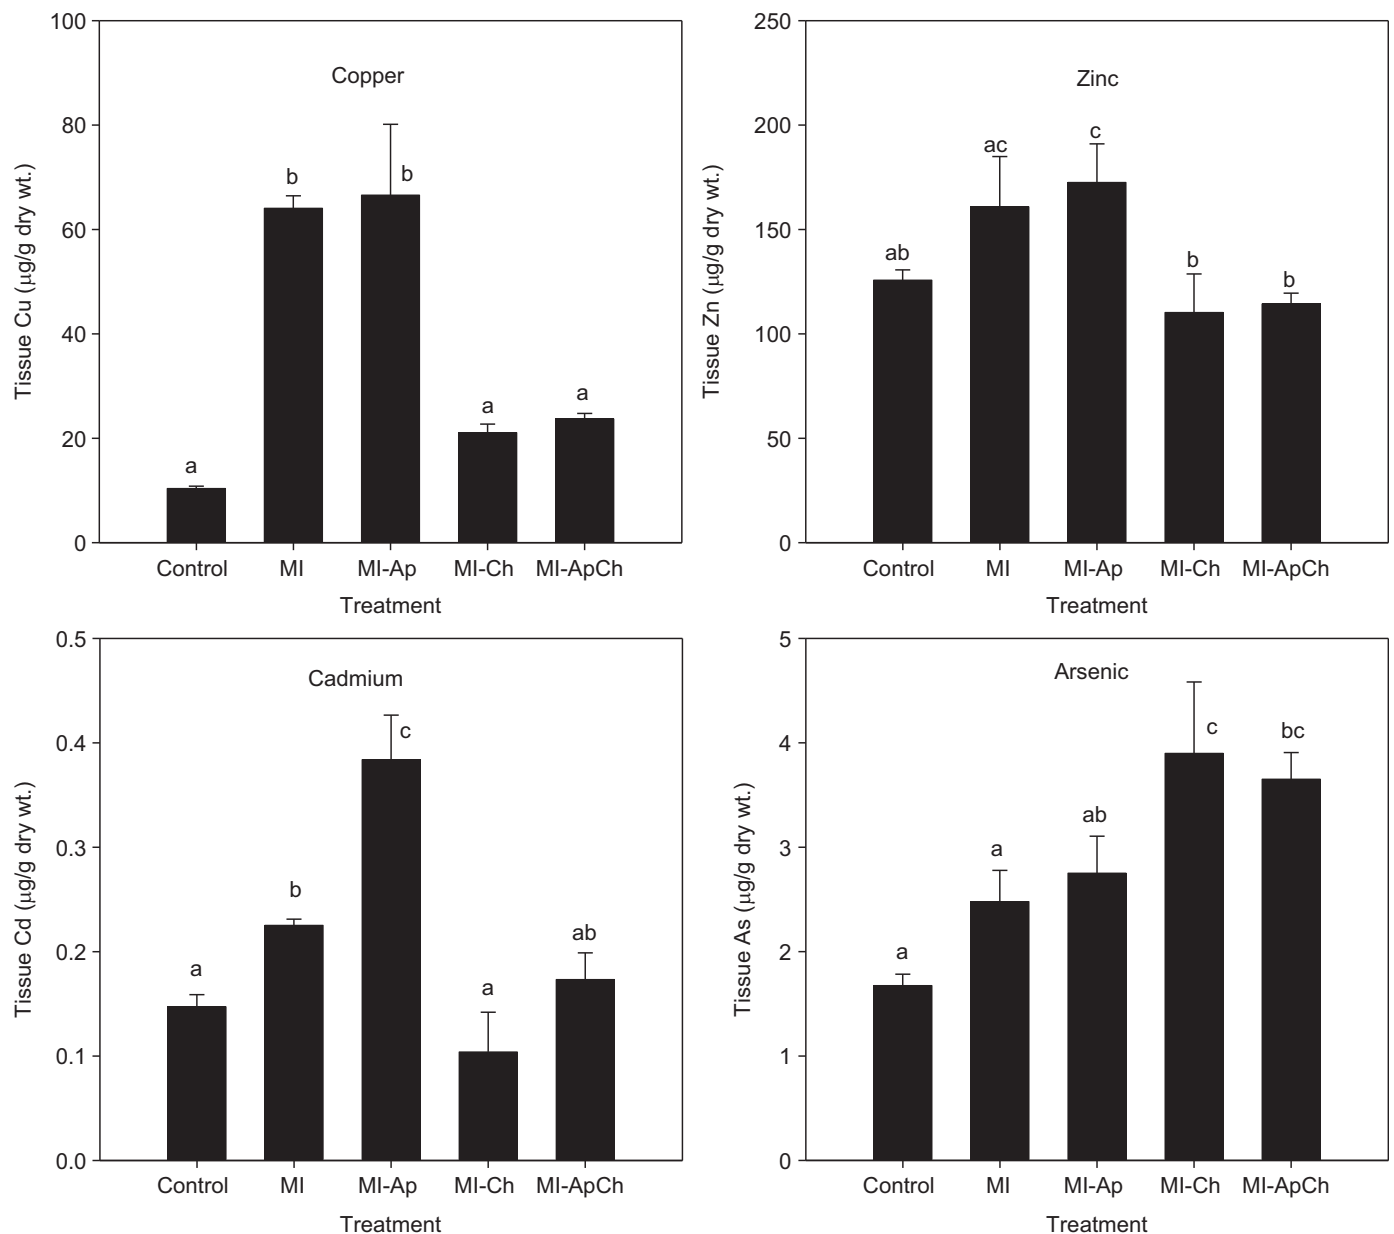 Copper
Tissue Cu (μg/g dry wt.)
100
80
60
40
20
0
a
b
b
a
a
Control MI MI-Ap MI-Ch MI-ApCh
Treatment
Zinc
Tissue Zn (μg/g dry wt.)
250
200
150
100
50
0
ab
ac
c
b
b
Control MI MI-Ap MI-Ch MI-ApCh
Treatment
Cadmium
Tissue Cd (μg/g dry wt.)
0.5
0.4
0.3
0.2
0.1
0.0
a
b
c
a
ab
Control MI MI-Ap MI-Ch MI-ApCh
Treatment
Arsenic
Tissue As (μg/g dry wt.)
5
4
3
2
1
0
a
a
ab
c
bc
Control MI MI-Ap MI-Ch MI-ApCh
Treatment